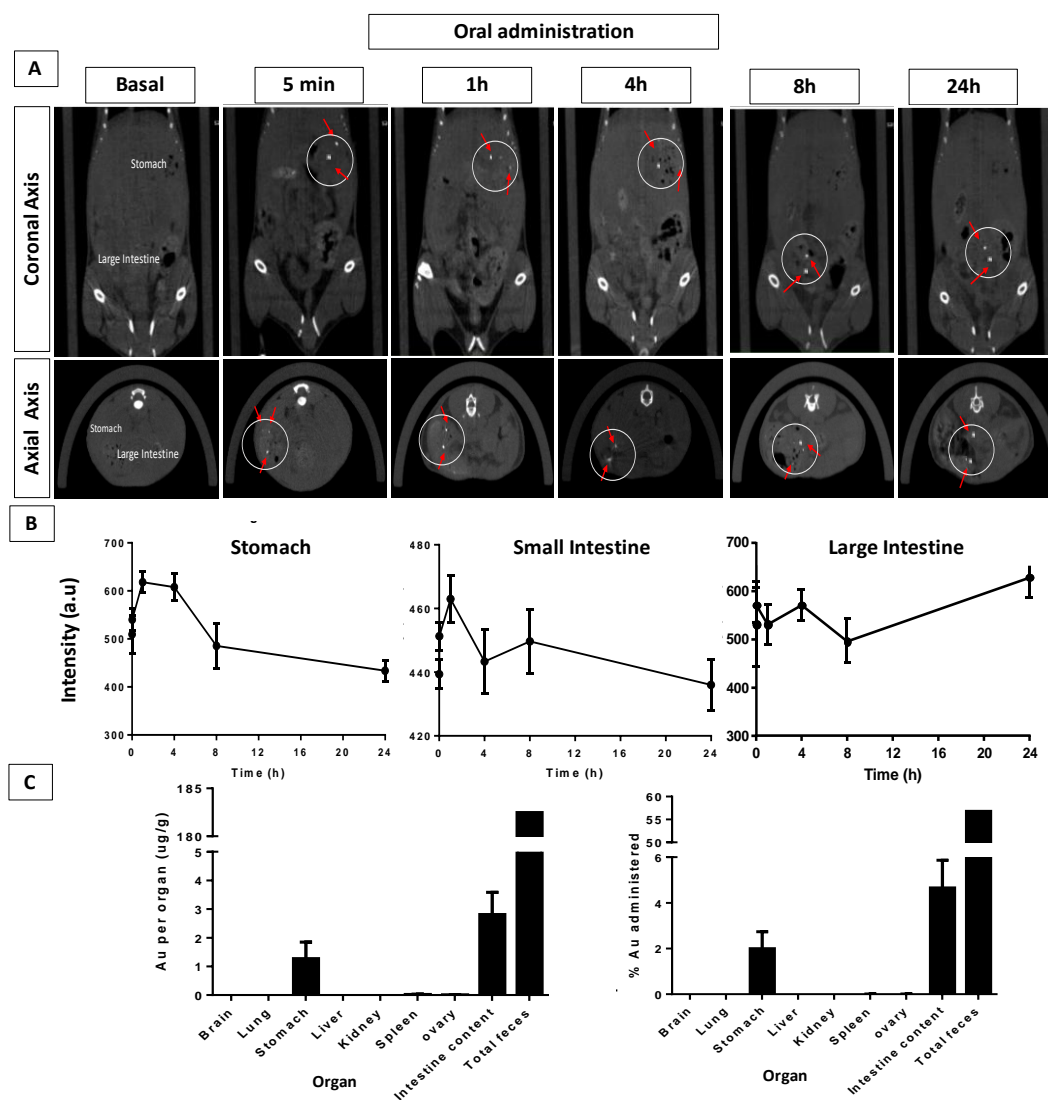 Oral administration
A
Basal
5 min
1h
4h
8h
24h
Coronal Axis
Stomach
Large Intestine
Axial Axis
Stomach
Large Intestine
B
Stomach
Small Intestine
Large Intestine
Intensity (a.u)
700
600
500
400
300
0 4 8 12 16 20 24
Time (h)
480
460
440
420
0 4 8 12 16 20 24
Time (h)
700
600
500
400
300
0 4 8 12 16 20 24
Time (h)
C
Au per organ (ug/g)
185
180
5
4
3
2
1
0
Brain
Lung
Stomach
Liver
Kidney
Spleen
ovary
Intestine content
Total feces
Organ
% Au administered
60
55
50
6
4
2
0
Brain
Lung
Stomach
Liver
Kidney
Spleen
ovary
Intestine content
Total feces
Organ